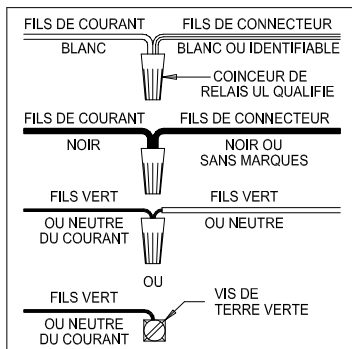 FILS DE COURANT FILS DE CONNECTEUR
BLANC BLANC OU IDENTIFIABLE
COINCEUR DE
RELAIS UL QUALIFIE
FILS DE COURANT FILS DE CONNECTEUR
NOIR NOIR OU
SANS MARQUES
FILS VERT FILS VERT
OU NEUTRE OU NEUTRE
DU COURANT
OU
FILS VERT VIS DE
TERRE VERTE
OU NEUTRE
DU COURANT